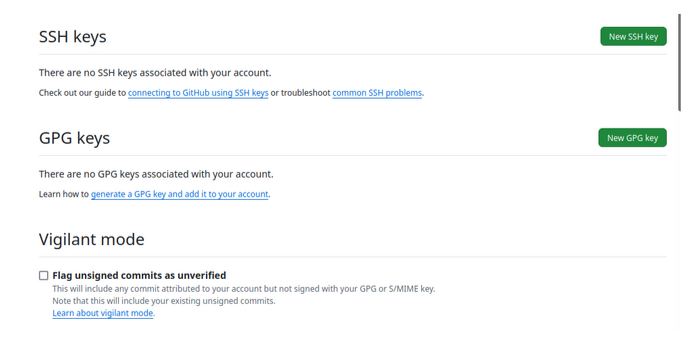 SSH keys
New SSH key
There are no SSH keys associated with your account.
Check out our guide to connecting to GitHub using SSH keys or troubleshoot common SSH problems.
GPG keys
New GPG key
There are no GPG keys associated with your account.
Learn how to generate a GPG key and add it to your account.
Vigilant mode
Flag unsigned commits as unverified
This will include any commit attributed to your account but not signed with your GPG or S/MIME key.
Note that this will include your existing unsigned commits.
Learn about vigilant mode.